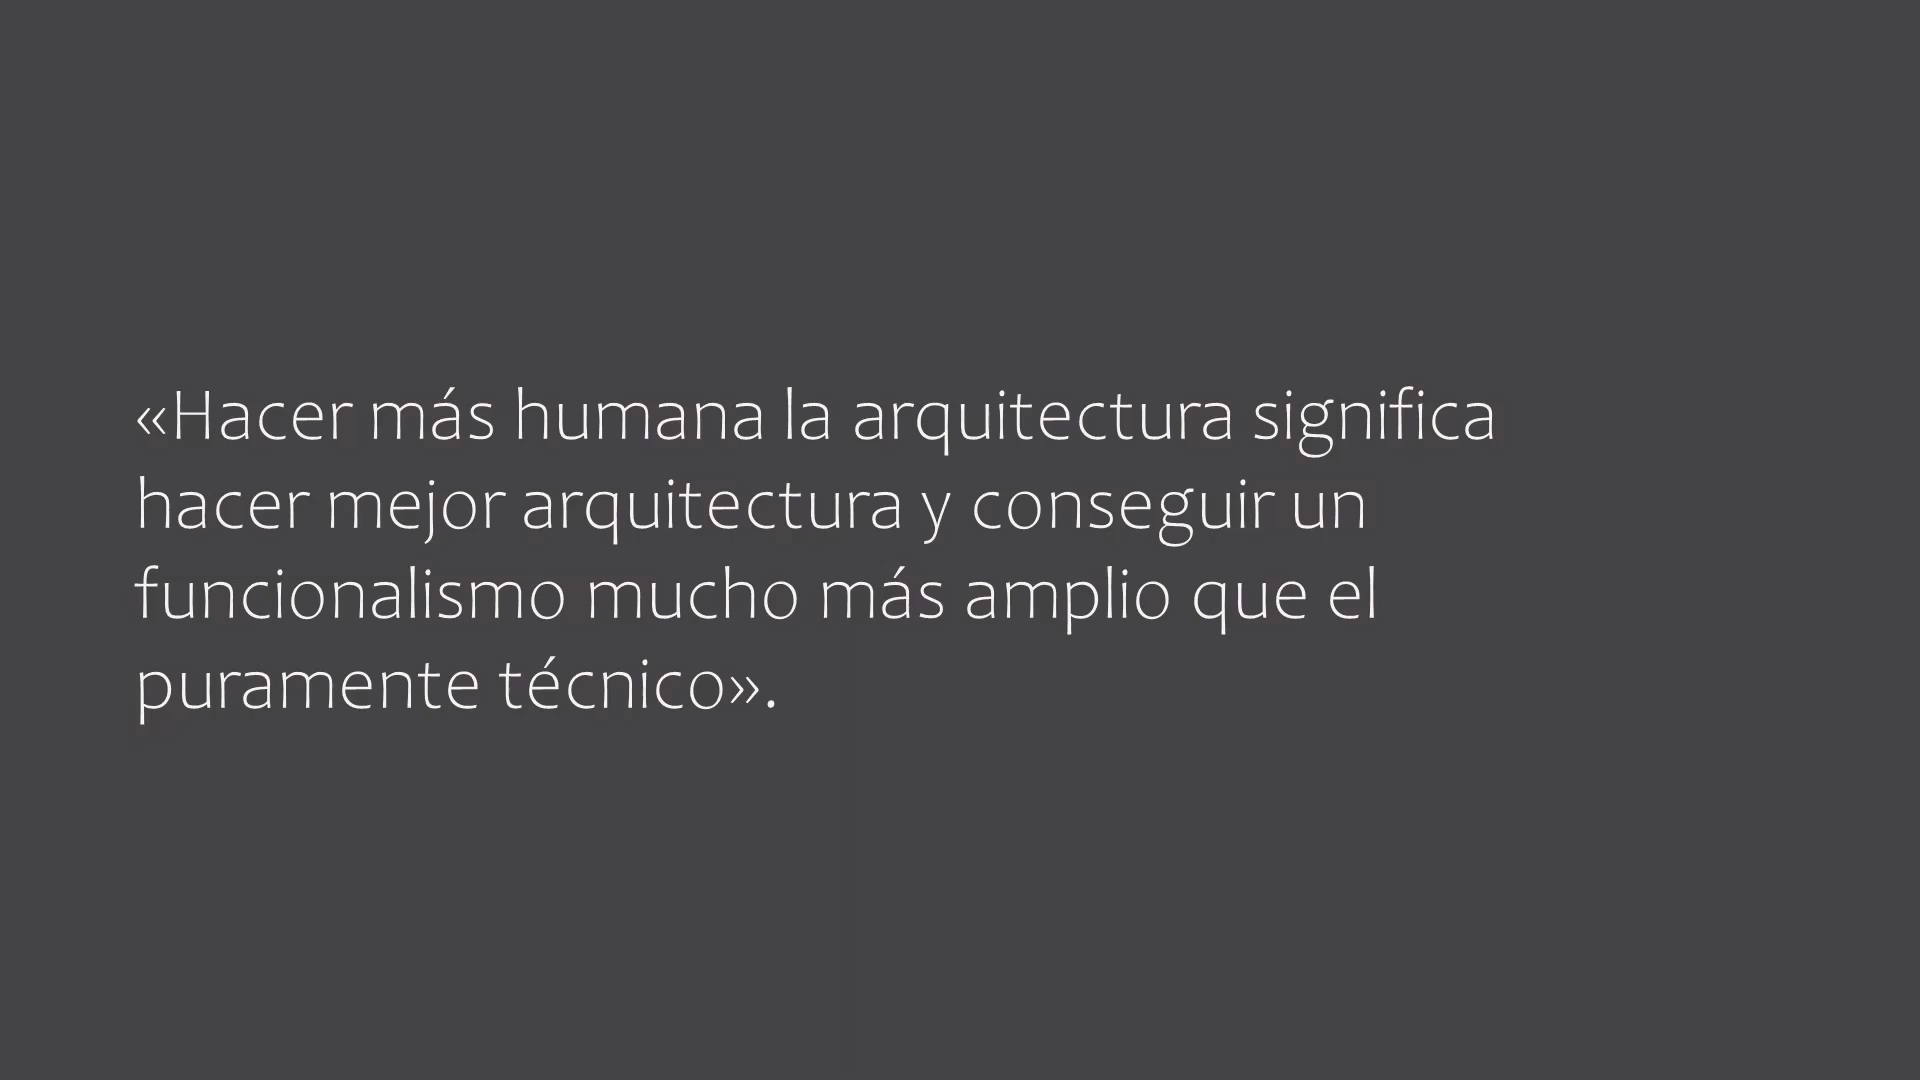 «Hacer más humana la arquitectura significa
hacer mejor arquitectura y conseguir un
funcionalismo mucho más amplio que el
puramente técnico».